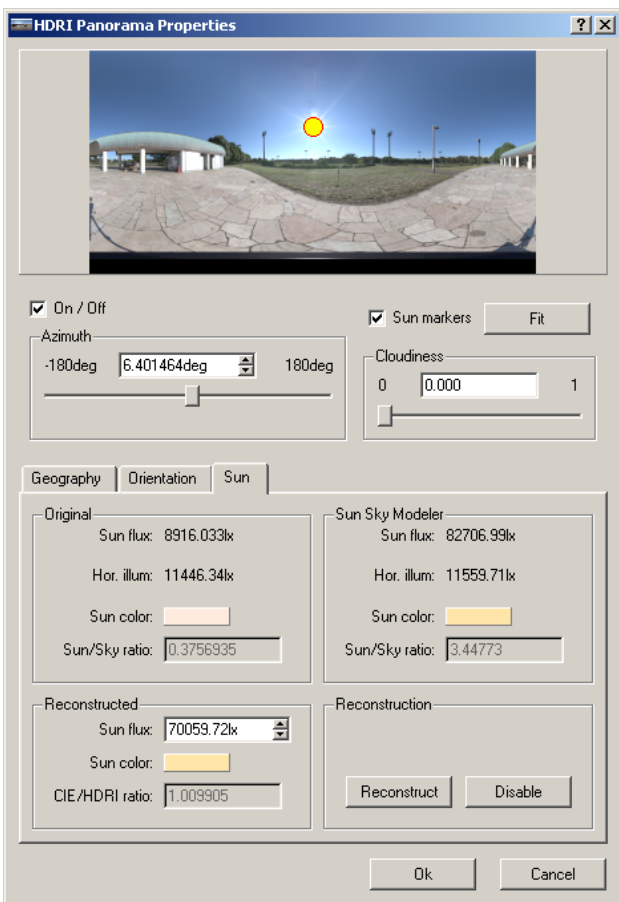 HDRI Panorama Properties
On / Off
Sun markers
Fit
Azimuth
-180deg 6.401464deg 180deg
Cloudiness
0 0.000 1
Geography Orientation Sun
Original
Sun flux: 8916.033lx
Hor. illum: 11446.34lx
Sun color:
Sun/Sky ratio: 0.3756935
Sun Sky Modeler
Sun flux: 82706.99lx
Hor. illum: 11559.71lx
Sun color:
Sun/Sky ratio: 3.44773
Reconstructed
Sun flux: 70059.72lx
Sun color:
CIE/HDRI ratio: 1.009905
Reconstruction
Reconstruct Disable
Ok Cancel